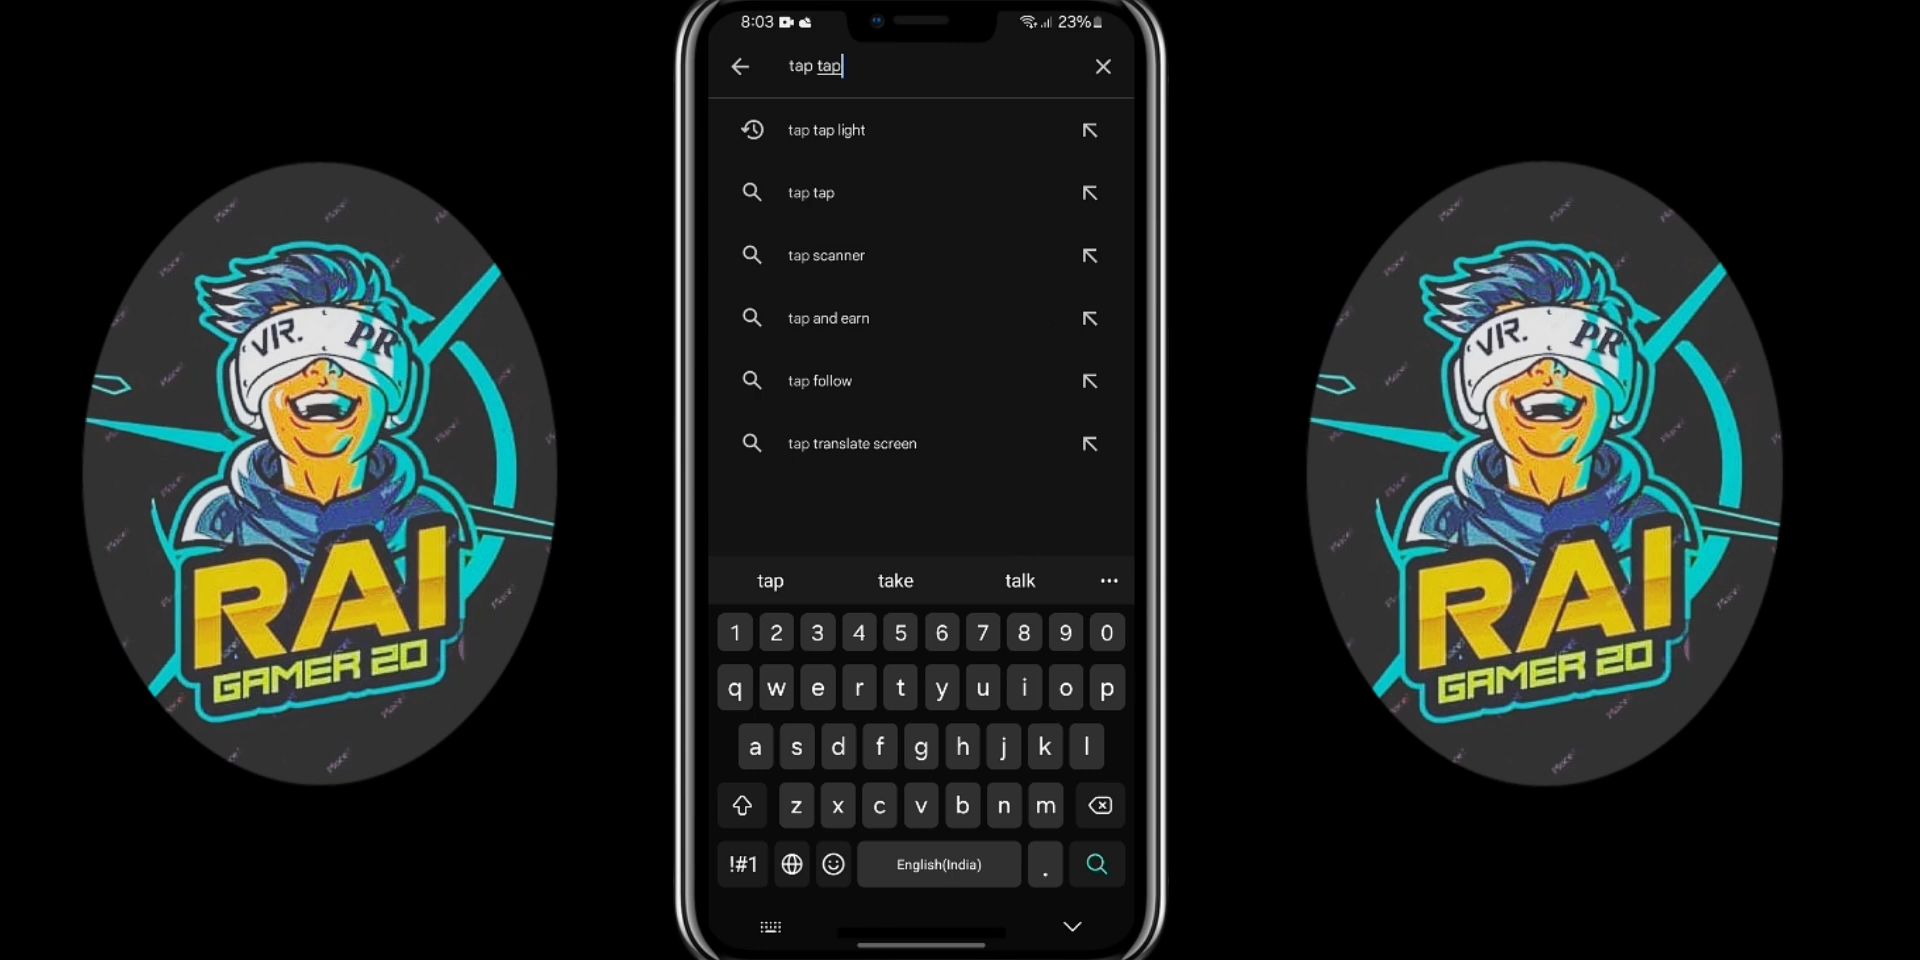 8:03
23%
tap tap
tap tap light
tap tap
tap scanner
tap and earn
tap follow
tap translate screen
tap take talk
1 2 3 4 5 6 7 8 9 0
q w e r t y u i o p
a s d f g h j k l
z x c v b n m
!#1 English(India) .
VR. PR
RAI
GAMER 20
VR. PR
RAI
GAMER 20